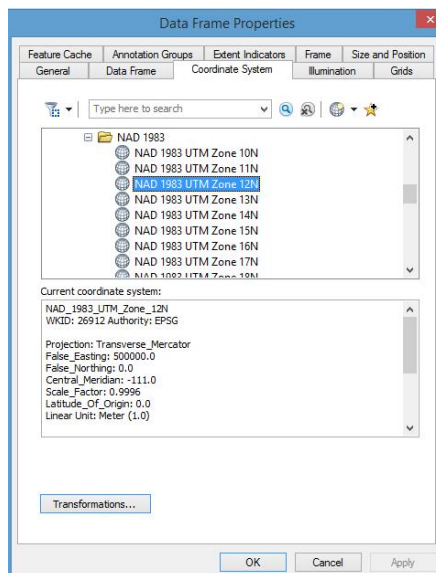 Data Frame Properties
Feature Cache Annotation Groups Extent Indicators Frame Size and Position
General Data Frame Coordinate System Illumination Grids
Type here to search
NAD 1983
NAD 1983 UTM Zone 10N
NAD 1983 UTM Zone 11N
NAD 1983 UTM Zone 12N
NAD 1983 UTM Zone 13N
NAD 1983 UTM Zone 14N
NAD 1983 UTM Zone 15N
NAD 1983 UTM Zone 16N
NAD 1983 UTM Zone 17N
NAD 1983 UTM Zone 18N
Current coordinate system:
NAD_1983_UTM_Zone_12N
WKID: 26912 Authority: EPSG
Projection: Transverse_Mercator
False_Easting: 500000.0
False_Northing: 0.0
Central_Meridian: -111.0
Scale_Factor: 0.9996
Latitude_Of_Origin: 0.0
Linear Unit: Meter (1.0)
Transformations...
OK Cancel Apply